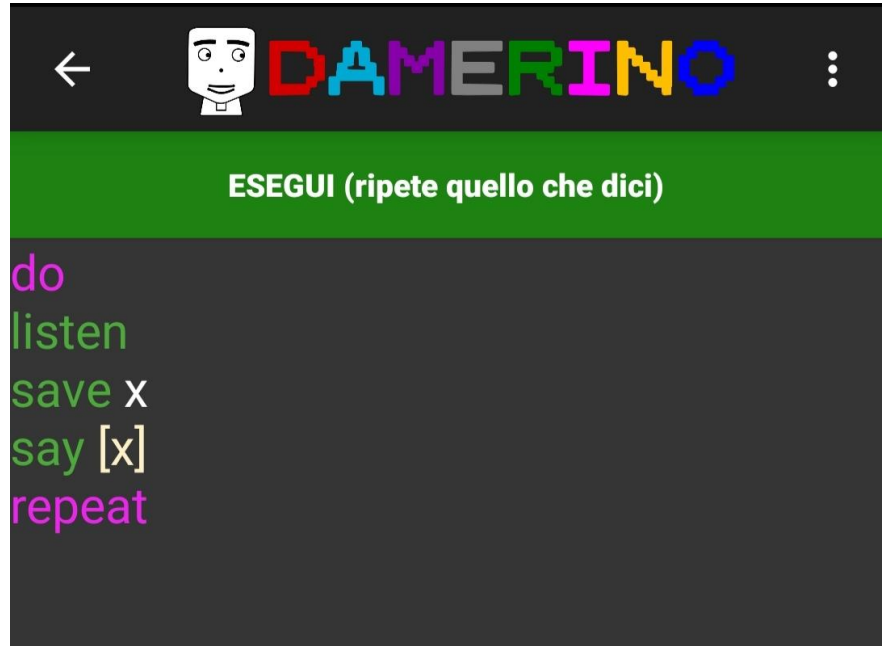 DAMERINO
ESEGUI (ripete quello che dici)
do
listen
save x
say [x]
repeat